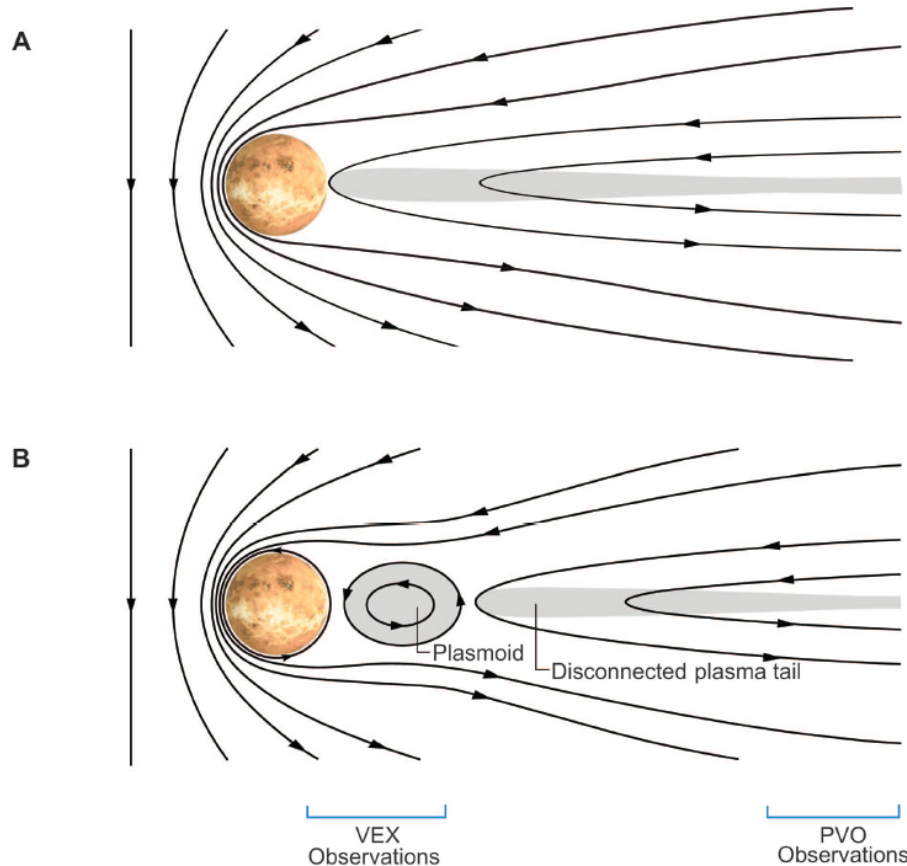 A
B
Plasmoid
Disconnected plasma tail
VEX
Observations
PVO
Observations